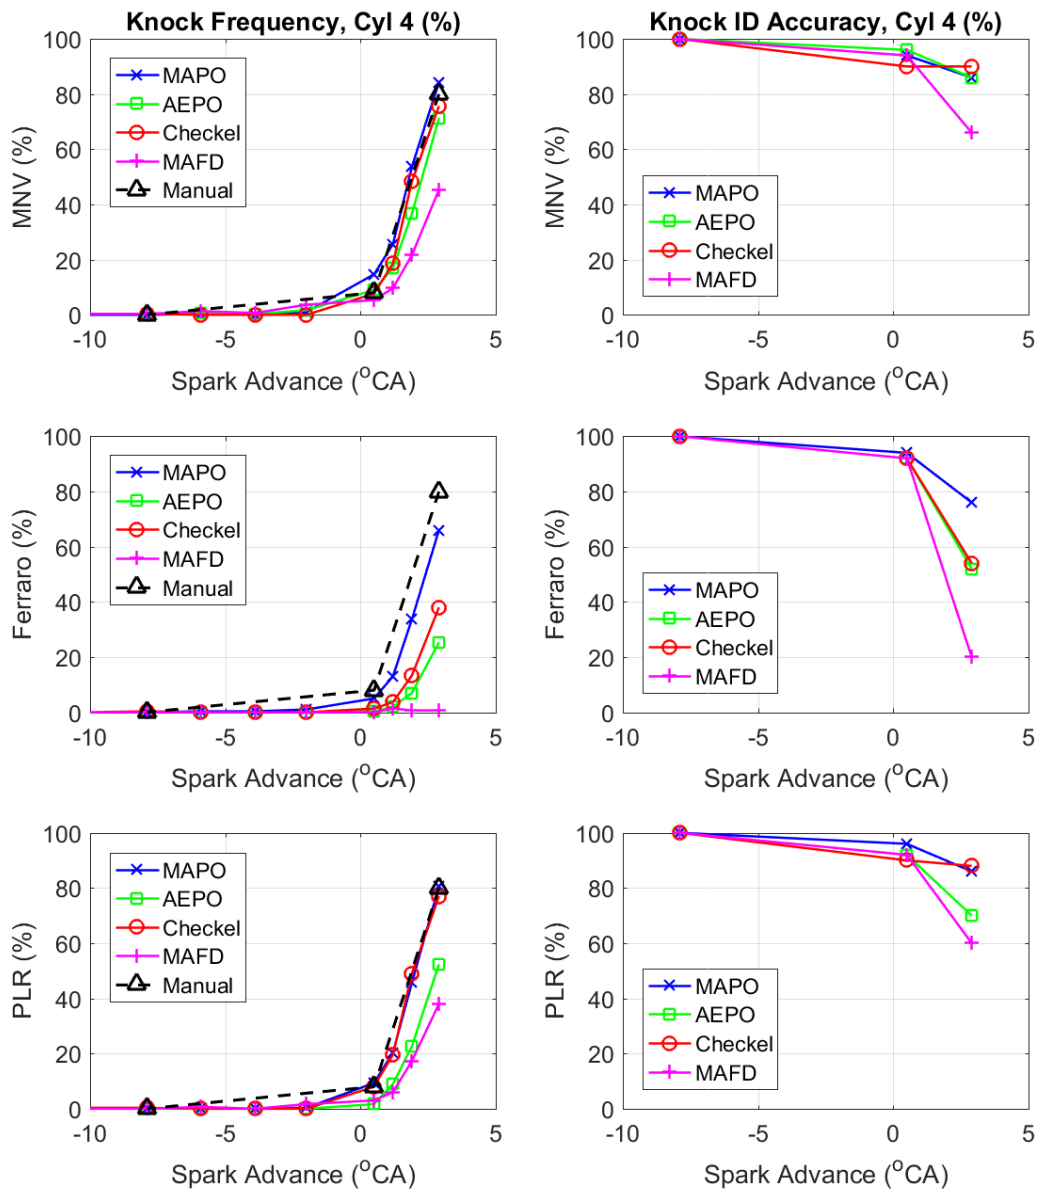 Knock Frequency, Cyl 4 (%)
MNV (%)
100
80
60
40
20
0
MAPO
AEPO
Checkel
MAFD
Manual
-10
-5
0
5
Spark Advance (°CA)
Knock ID Accuracy, Cyl 4 (%)
MNV (%)
100
80
60
40
20
0
MAPO
AEPO
Checkel
MAFD
-10
-5
0
5
Spark Advance (°CA)
Ferraro (%)
100
80
60
40
20
0
MAPO
AEPO
Checkel
MAFD
Manual
-10
-5
0
5
Spark Advance (°CA)
Ferraro (%)
100
80
60
40
20
0
MAPO
AEPO
Checkel
MAFD
-10
-5
0
5
Spark Advance (°CA)
PLR (%)
100
80
60
40
20
0
MAPO
AEPO
Checkel
MAFD
Manual
-10
-5
0
5
Spark Advance (°CA)
PLR (%)
100
80
60
40
20
0
MAPO
AEPO
Checkel
MAFD
-10
-5
0
5
Spark Advance (°CA)